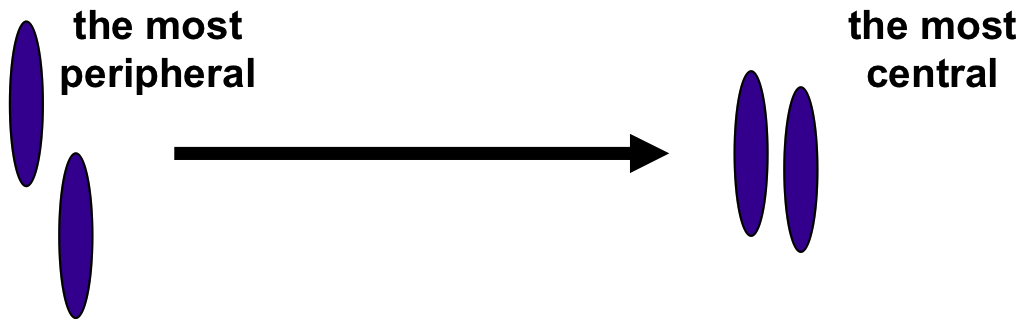 the most
peripheral
the most
central